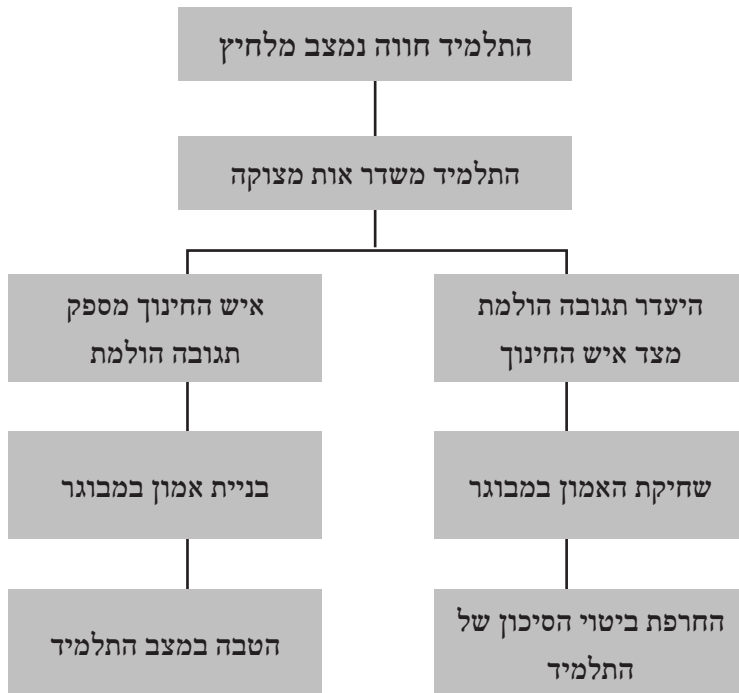 התלמיד חווה נמצב מלחיץ
התלמיד משדר אות מצוקה
היעדר תגובה הולמת
מצד איש החינוך
איש החינוך מספק
תגובה הולמת
שחיקת האמון במבוגר
בניית אמון במבוגר
החרפת ביטוי הסיכון של
התלמיד
הטבה במצב התלמיד